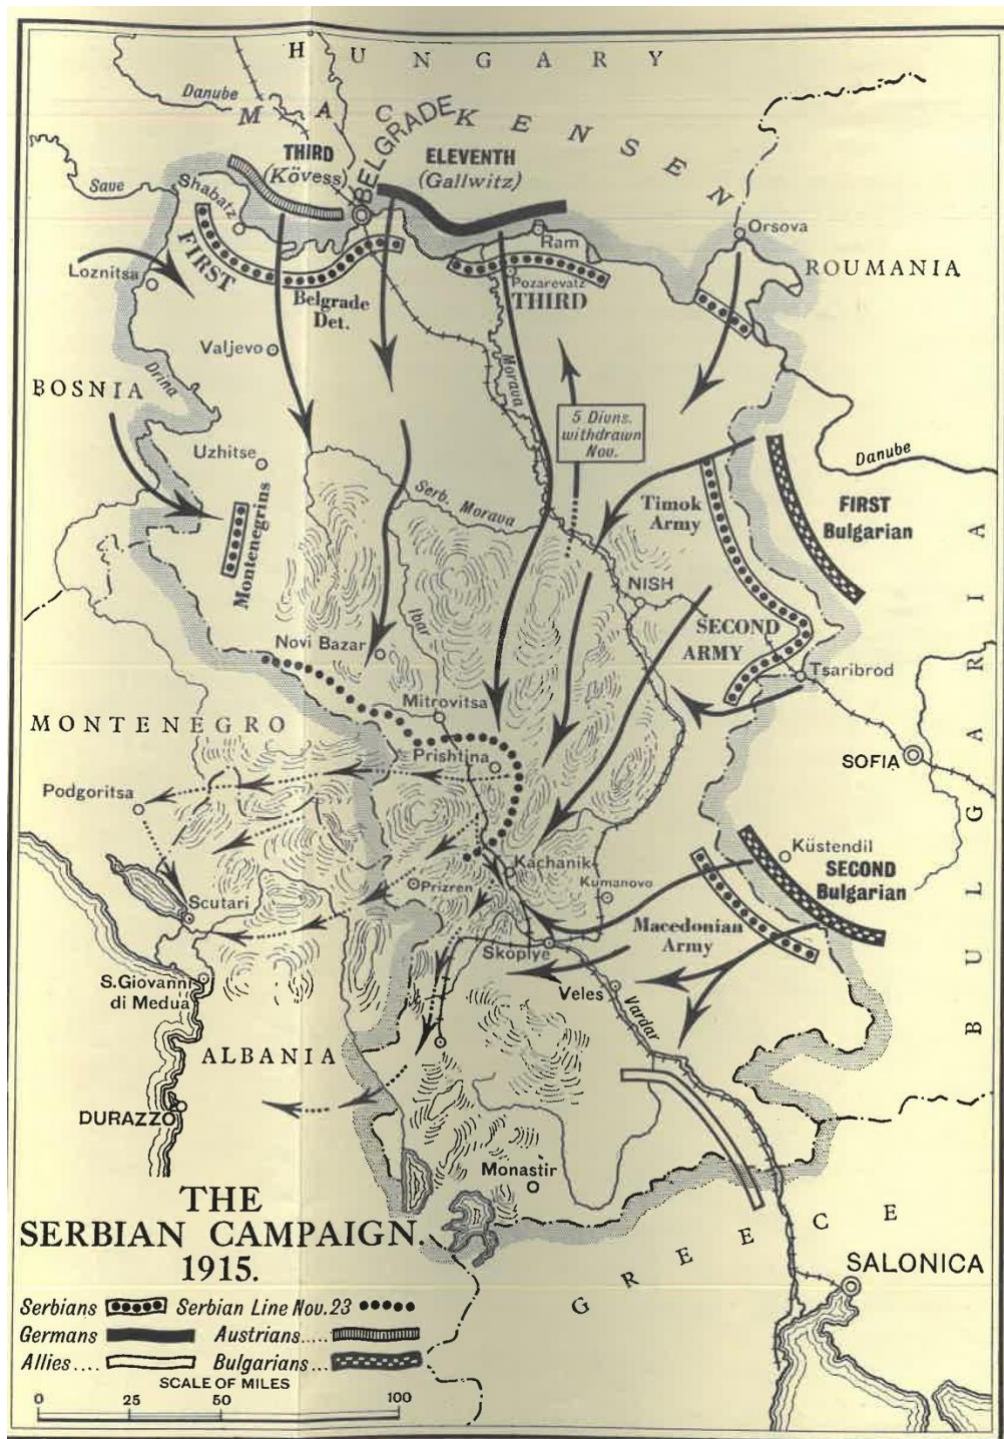 HUNGARY
Danube
MACKENSEN
THIRD
(Kövess)
BELGRADE
ELEVENTH
(Gallwitz)
Save
Shabatz
Ram
Orsova
ROUMANIA
Loznitsa
FIRST
Belgrade
Det.
Pozarevatz
THIRD
Valjevo
Morava
BOSNIA
Drina
5 Divns.
withdrawn
Nov.
Danube
Uzhitse
Serb. Morava
Timok
Army
FIRST
Bulgarian
Montenegrins
NISH
Ibar
Novi Bazar
SECOND
ARMY
Tsaribrod
Mitrovitsa
MONTENEGRO
Prishtina
SOFIA
BULGARIA
Podgoritsa
Küstendil
Kachanik
SECOND
Bulgarian
Prizren
Kumanovo
Scutari
Macedonian
Army
Skoplye
S. Giovanni
di Medua
Veles
Vardar
ALBANIA
DURAZZO
Monastir
GREECE
SALONICA
THE
SERBIAN CAMPAIGN.
1915.
Serbians Serbian Line Nov. 23
Germans Austrians.....
Allies.... Bulgarians...
SCALE OF MILES
0 25 50 100